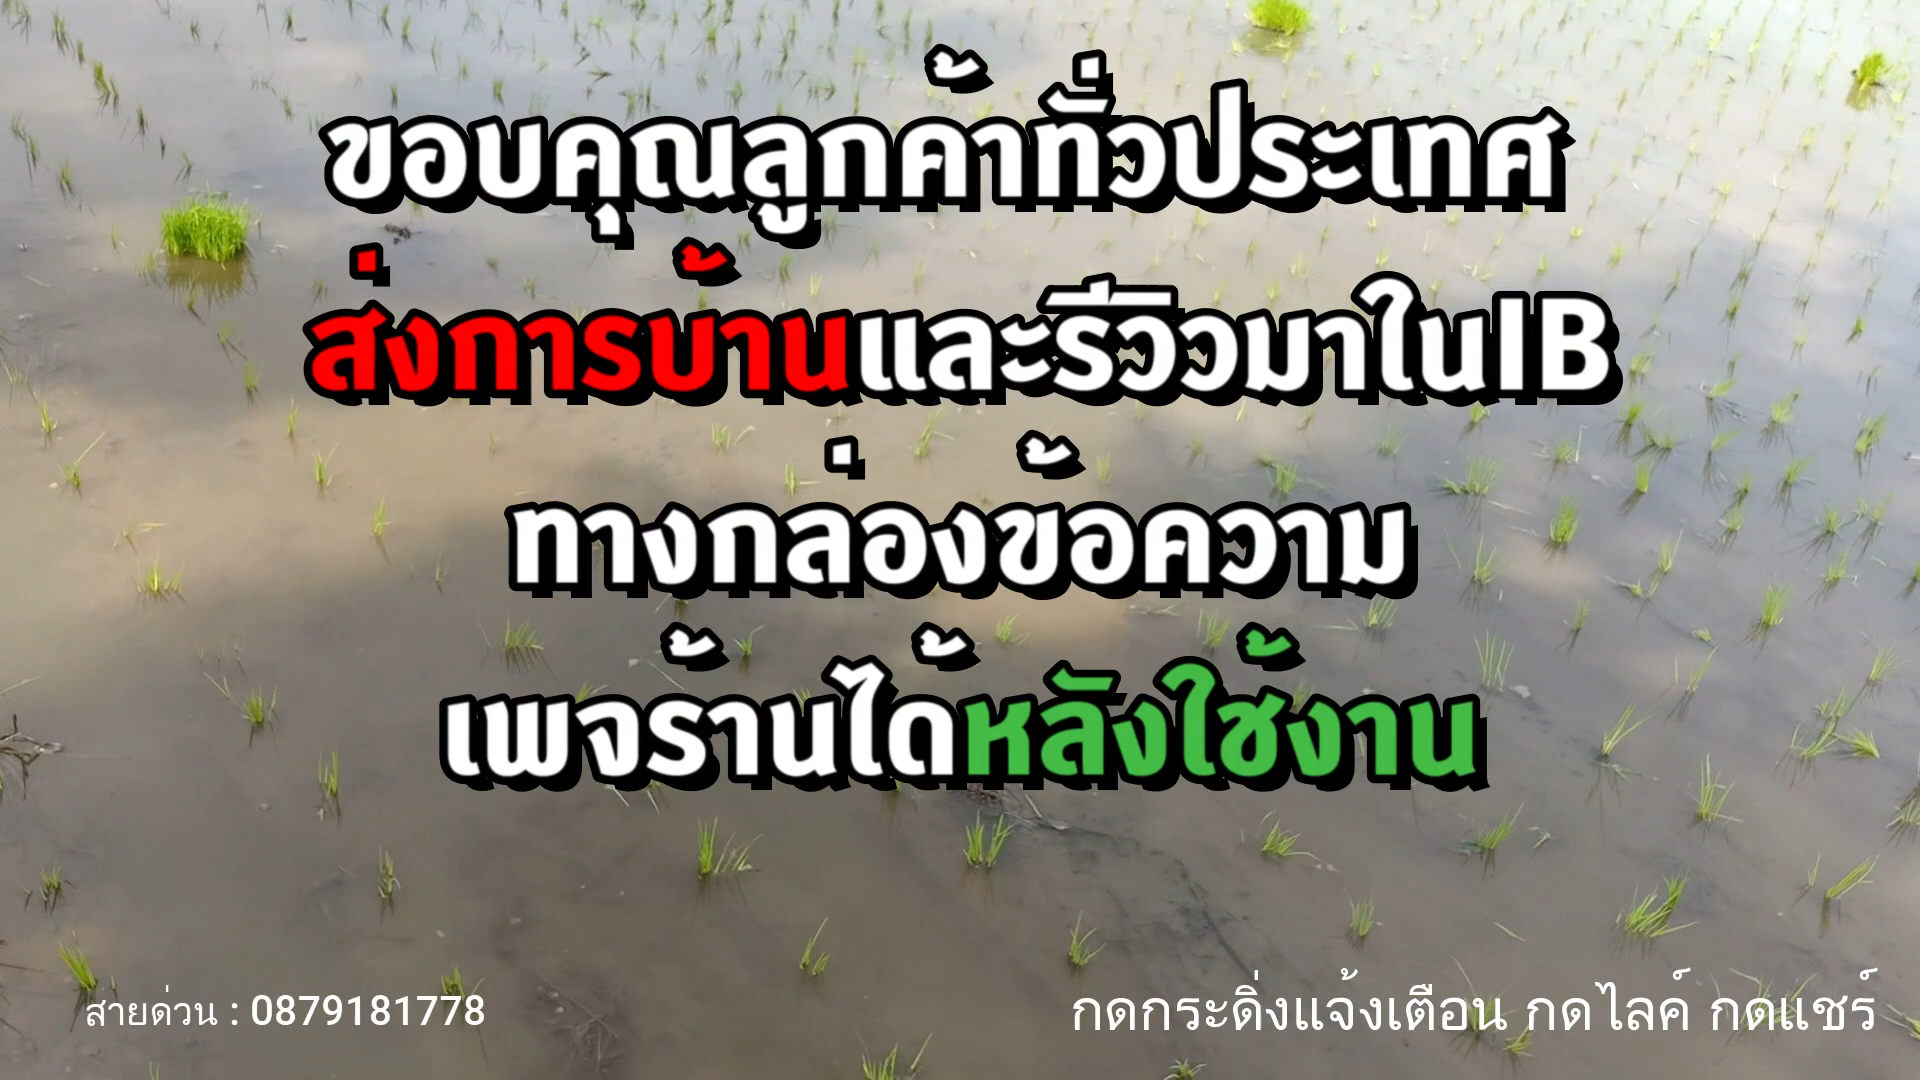 ขอบคุณลูกค้าทั่วประเทศ
ส่งการบ้านและรีวิวมาในIB
ทางกล่องข้อความ
เพจร้านได้หลังใช้งาน
สายด่วน : 0879181778
กดกระดิ่งแจ้งเตือน กดไลค์ กดแชร์